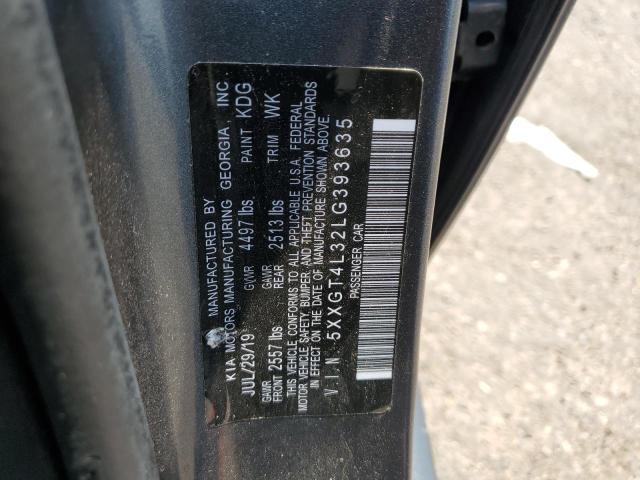 MANUFACTURED BY
KIA MOTORS MANUFACTURING GEORGIA INC.
JUL/29/19 GVWR 4497 lbs PAINT KDG
GAWR FRONT 2557 lbs GAWR REAR 2513 lbs TRIM WK
THIS VEHICLE CONFORMS TO ALL APPLICABLE U.S.A. FEDERAL
MOTOR VEHICLE SAFETY, BUMPER, AND THEFT PREVENTION STANDARDS
IN EFFECT ON THE DATE OF MANUFACTURE SHOWN ABOVE.
V.I.N 5XXGT4L32LG393635
PASSENGER CAR